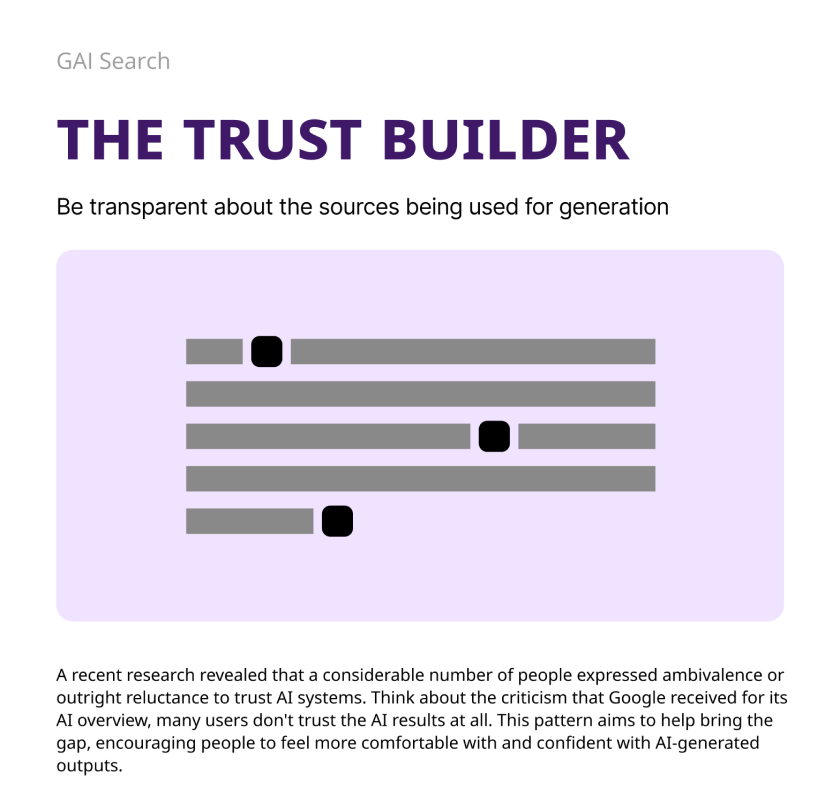 GAI Search
THE TRUST BUILDER
Be transparent about the sources being used for generation
A recent research revealed that a considerable number of people expressed ambivalence or
outright reluctance to trust AI systems. Think about the criticism that Google received for its
AI overview, many users don't trust the AI results at all. This pattern aims to help bring the
gap, encouraging people to feel more comfortable with and confident with AI-generated
outputs.